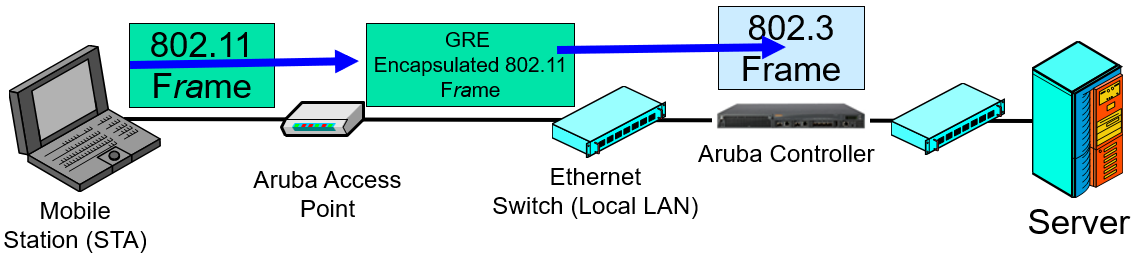 802.11
Frame
GRE
Encapsulated 802.11
Frame
802.3
Frame
Aruba Access
Point
Ethernet
Switch (Local LAN)
Aruba Controller
Mobile
Station (STA)
Server